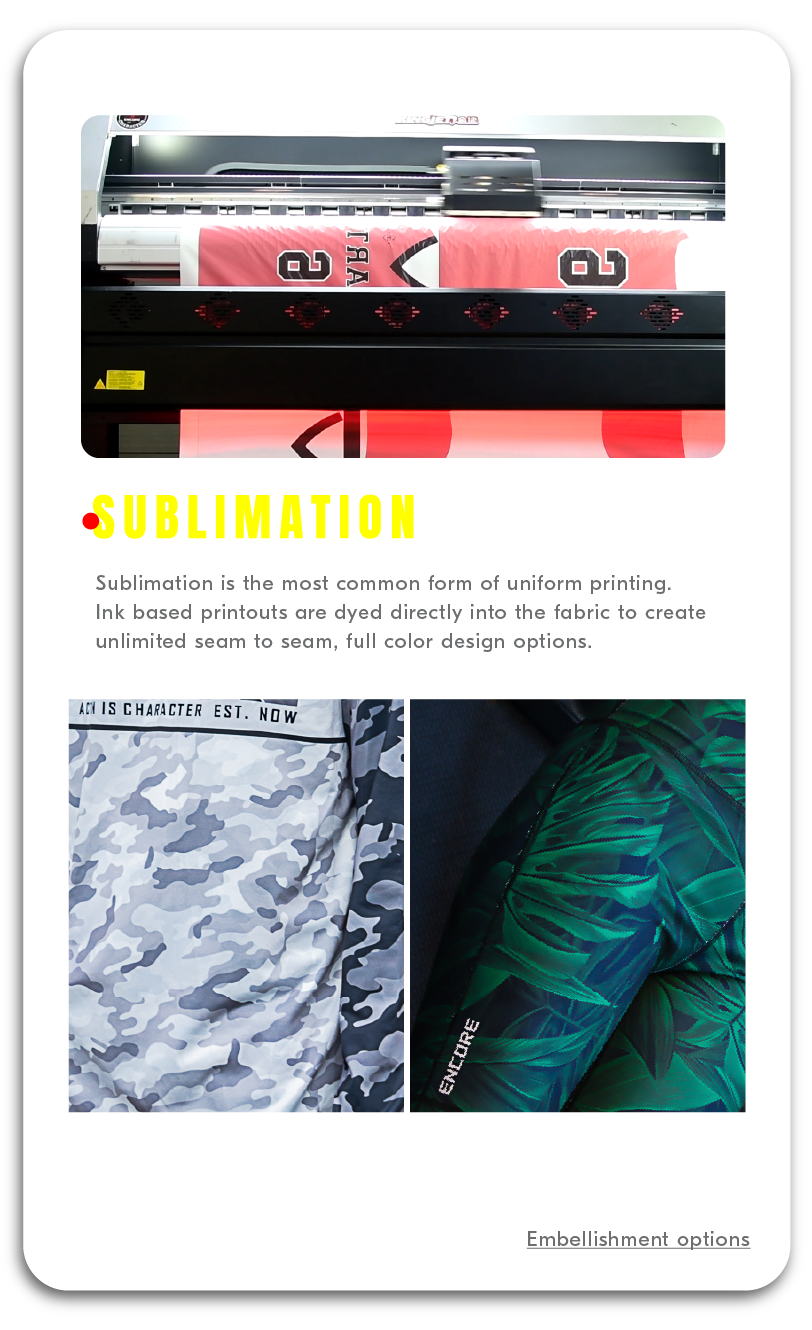 SUBLIMATION
Sublimation is the most common form of uniform printing.
Ink based printouts are dyed directly into the fabric to create
unlimited seam to seam, full color design options.
IS CHARACTER EST. NOW
ENCORE
Embellishment options